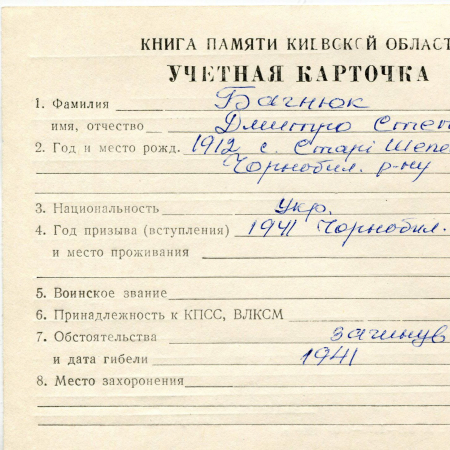 КНИГА ПАМЯТИ КИЕВСКОЙ ОБЛАСТ
УЧЕТНАЯ КАРТОЧКА
1. Фамилия Бачнюк
имя, отчество Дмитро Степ
2. Год и место рожд. 1912 с. Старі Шепе
Чорнобил. р-ну
3. Национальность Укр.
4. Год призыва (вступления) 1941 Чорнобил.
и место проживания
5. Воинское звание
6. Принадлежность к КПСС, ВЛКСМ
7. Обстоятельства загинув
и дата гибели 1941
8. Место захоронения